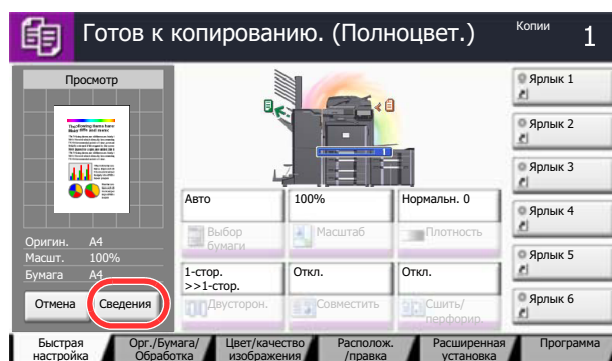 Готов к копированию. (Полноцвет.)
Копии
1
Просмотр
Оригин. A4
Масшт. 100%
Бумага A4
Отмена
Сведения
1
Авто
Выбор
бумаги
100%
Масштаб
Нормальн. 0
Плотность
1-стор.
>>1-стор.
Двусторон.
Откл.
Совместить
Откл.
Сшить/
перфорир.
Ярлык 1
Ярлык 2
Ярлык 3
Ярлык 4
Ярлык 5
Ярлык 6
Быстрая
настройка
Орг./Бумага/
Обработка
Цвет/качество
изображения
Располож.
/правка
Расширенная
установка
Программа